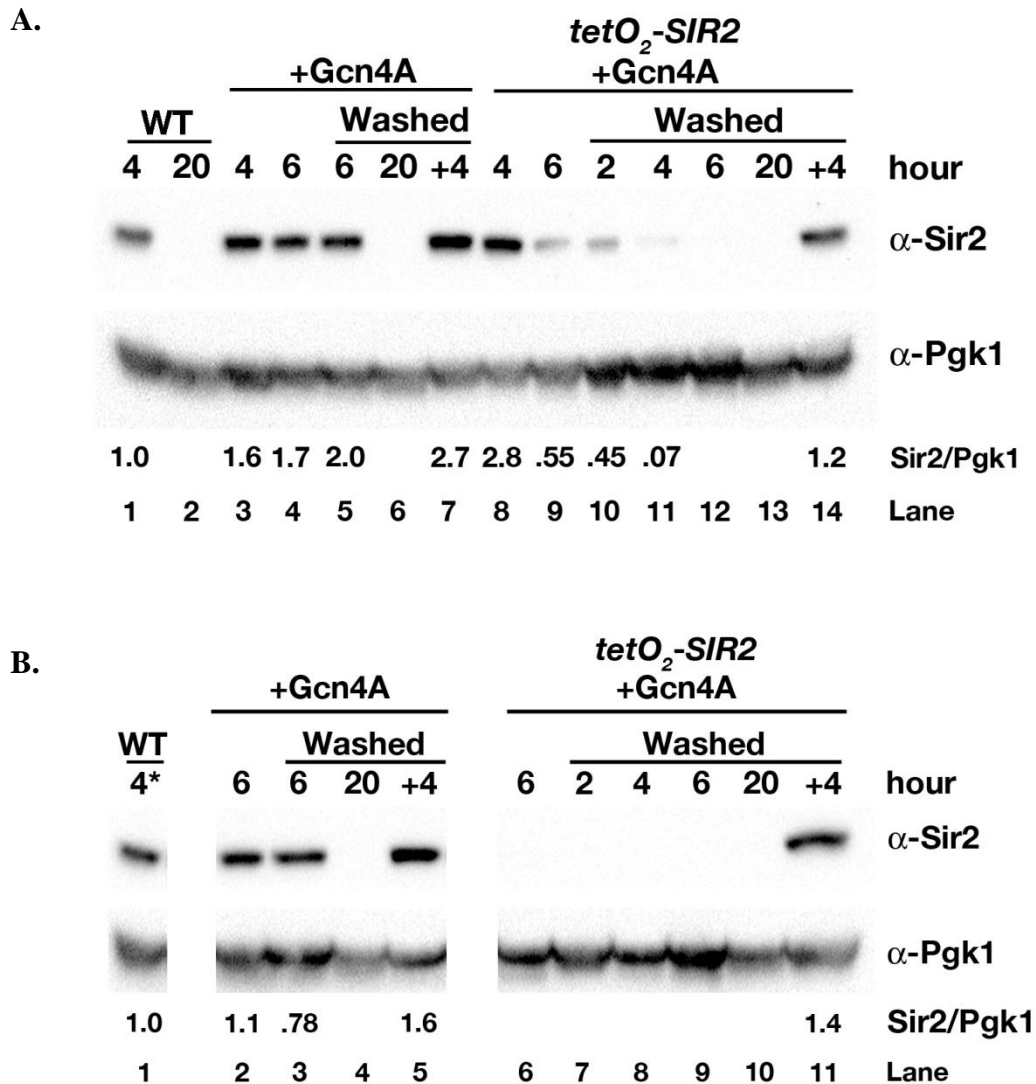 A.
tetO2-SIR2
+Gcn4A +Gcn4A
WT Washed Washed
4 20 4 6 6 20 +4 4 6 2 4 6 20 +4 hour
α-Sir2
α-Pgk1
1.0 1.6 1.7 2.0 2.7 2.8 .55 .45 .07 1.2 Sir2/Pgk1
1 2 3 4 5 6 7 8 9 10 11 12 13 14 Lane
B.
tetO2-SIR2
+Gcn4A +Gcn4A
WT Washed Washed
4* 6 6 20 +4 6 2 4 6 20 +4 hour
α-Sir2
α-Pgk1
1.0 1.1 .78 1.6 1.4 Sir2/Pgk1
1 2 3 4 5 6 7 8 9 10 11 Lane